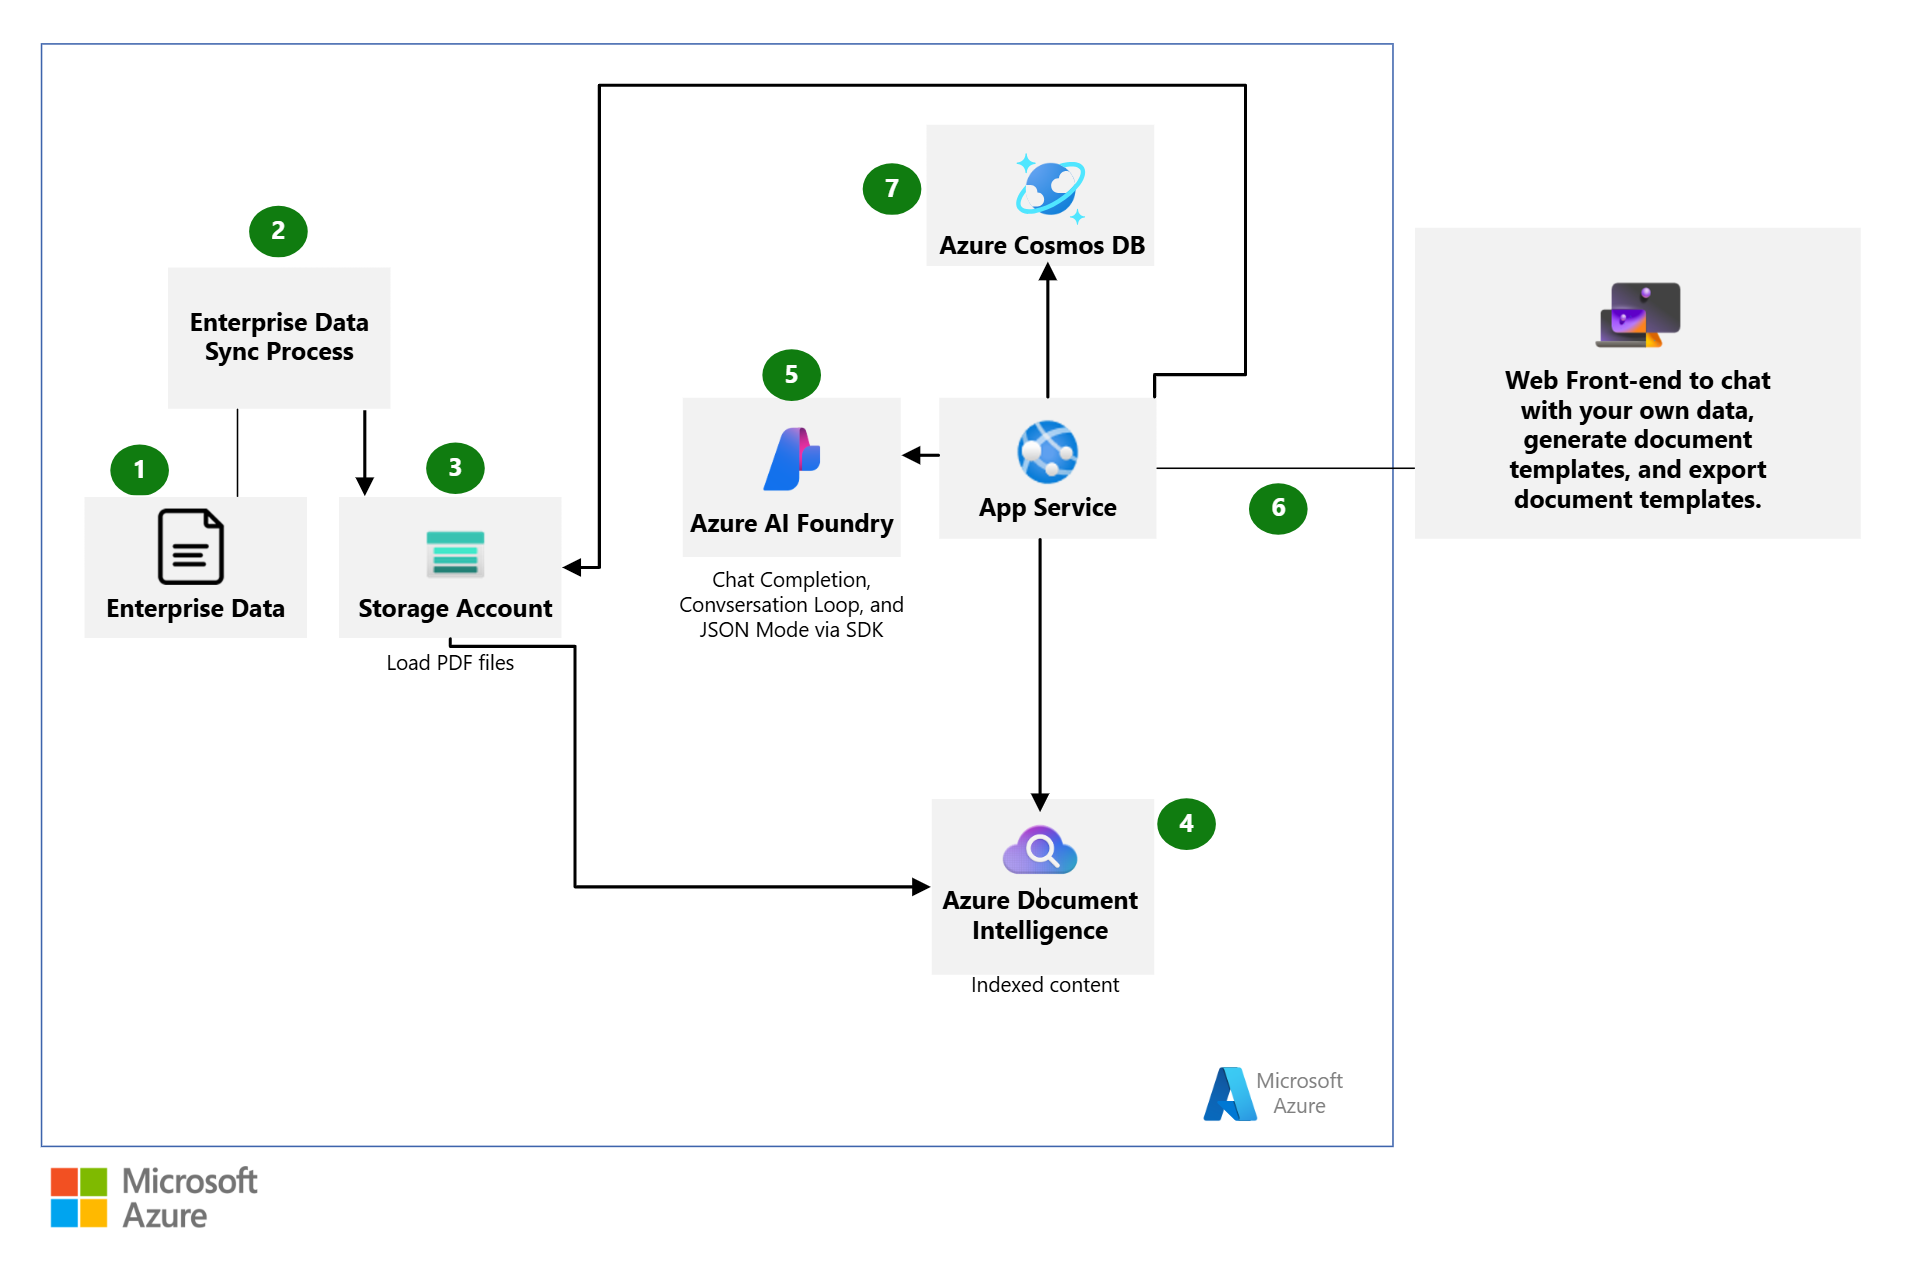 7
Azure Cosmos DB
2
Enterprise Data
Sync Process
1
Enterprise Data
3
Storage Account
Load PDF files
5
Azure AI Foundry
Chat Completion,
Convsersation Loop, and
JSON Mode via SDK
App Service
6
Web Front-end to chat
with your own data,
generate document
templates, and export
document templates.
4
Azure Document
Intelligence
Indexed content
Microsoft
Azure
Microsoft
Azure